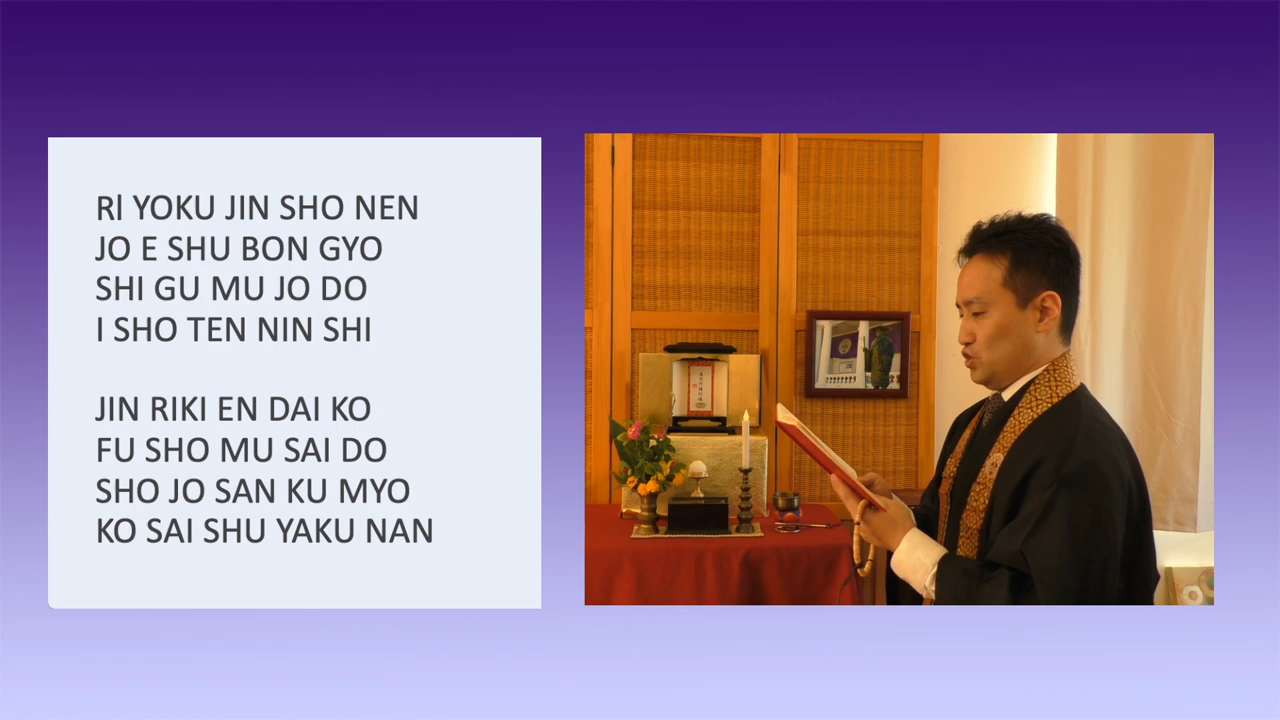 RI YOKU JIN SHO NEN
JO E SHU BON GYO
SHI GU MU JO DO
I SHO TEN NIN SHI
JIN RIKI EN DAI KO
FU SHO MU SAI DO
SHO JO SAN KU MYO
KO SAI SHU YAKU NAN